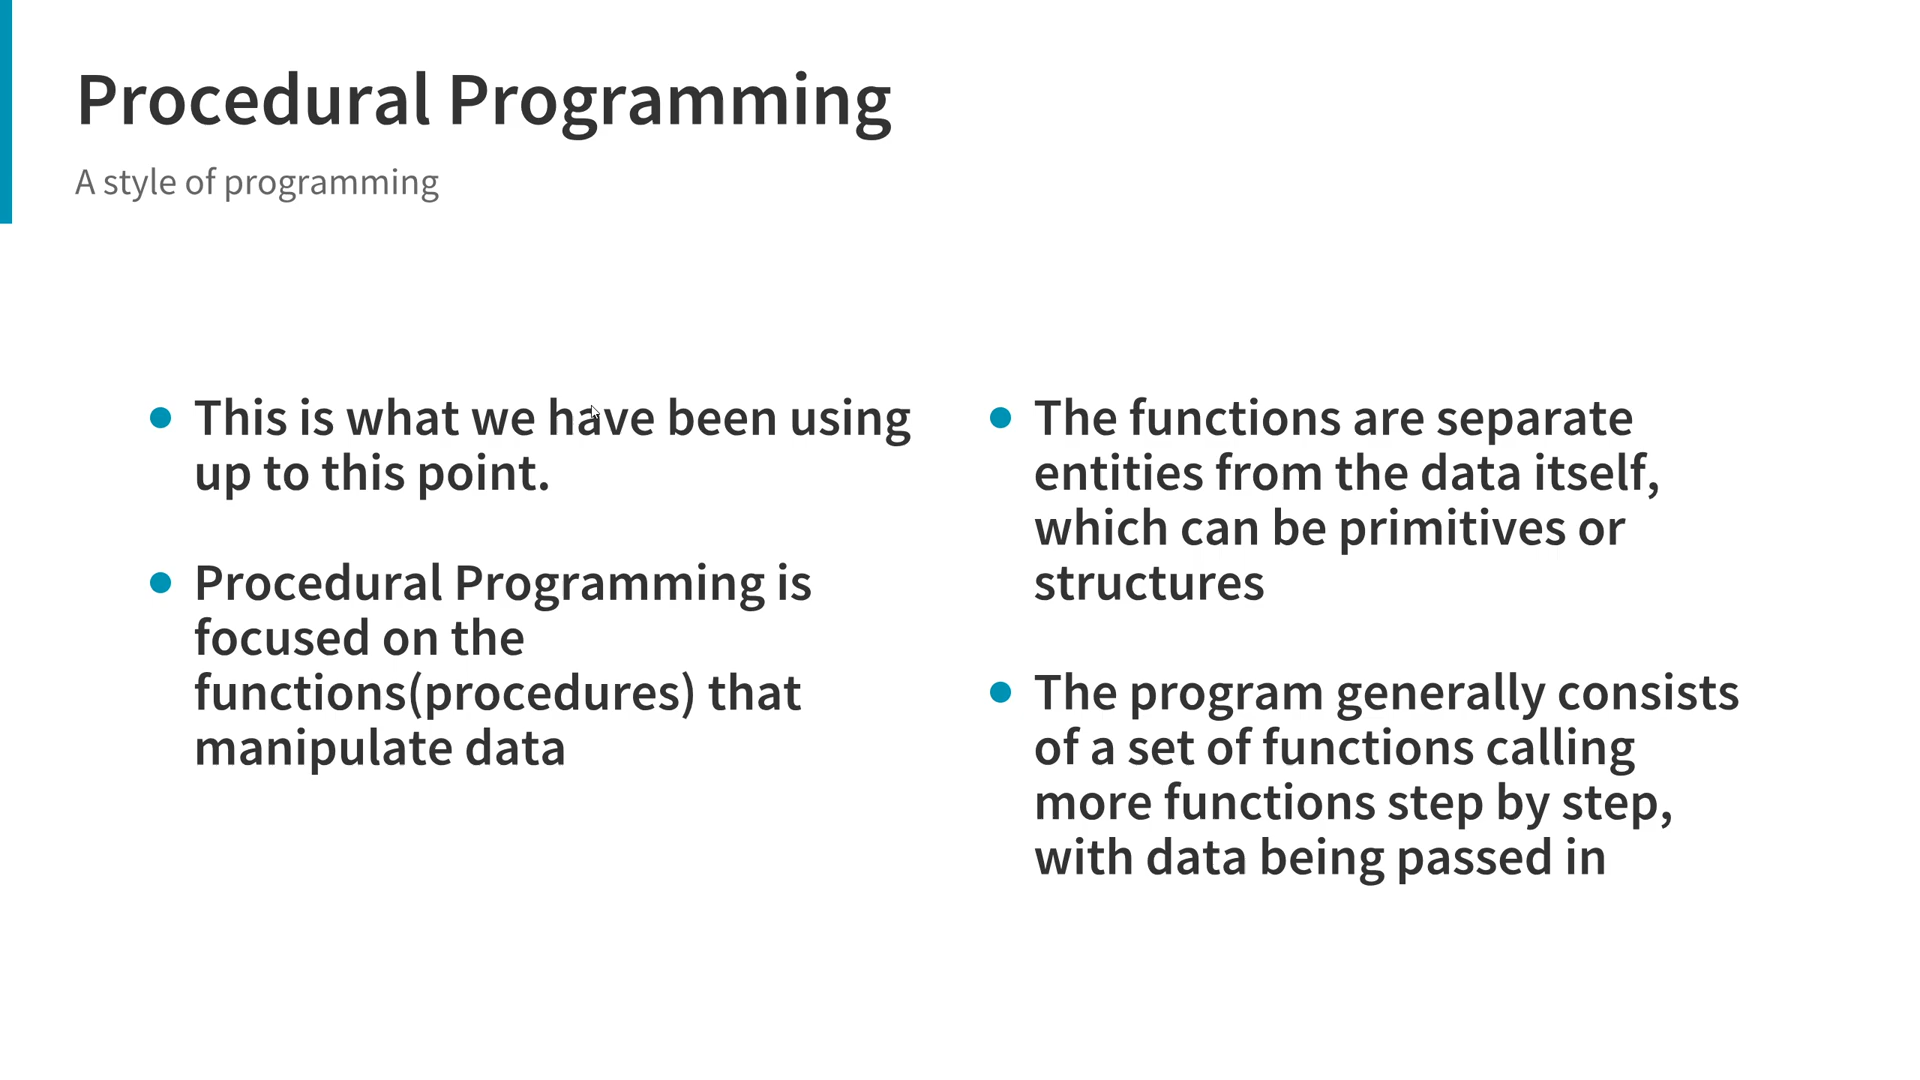 Procedural Programming
A style of programming
This is what we have been using
up to this point.
Procedural Programming is
focused on the
functions(procedures) that
manipulate data
The functions are separate
entities from the data itself,
which can be primitives or
structures
The program generally consists
of a set of functions calling
more functions step by step,
with data being passed in